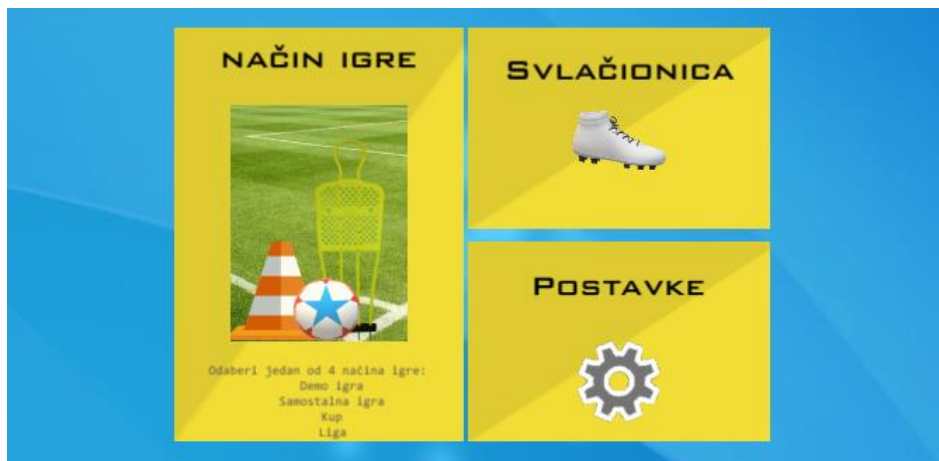 NAČIN IGRE
Odaberi jedan od 4 načina igre:
Demo igra
Samostalna igra
Kup
Liga
SVLAČIONICA
POSTAVKE